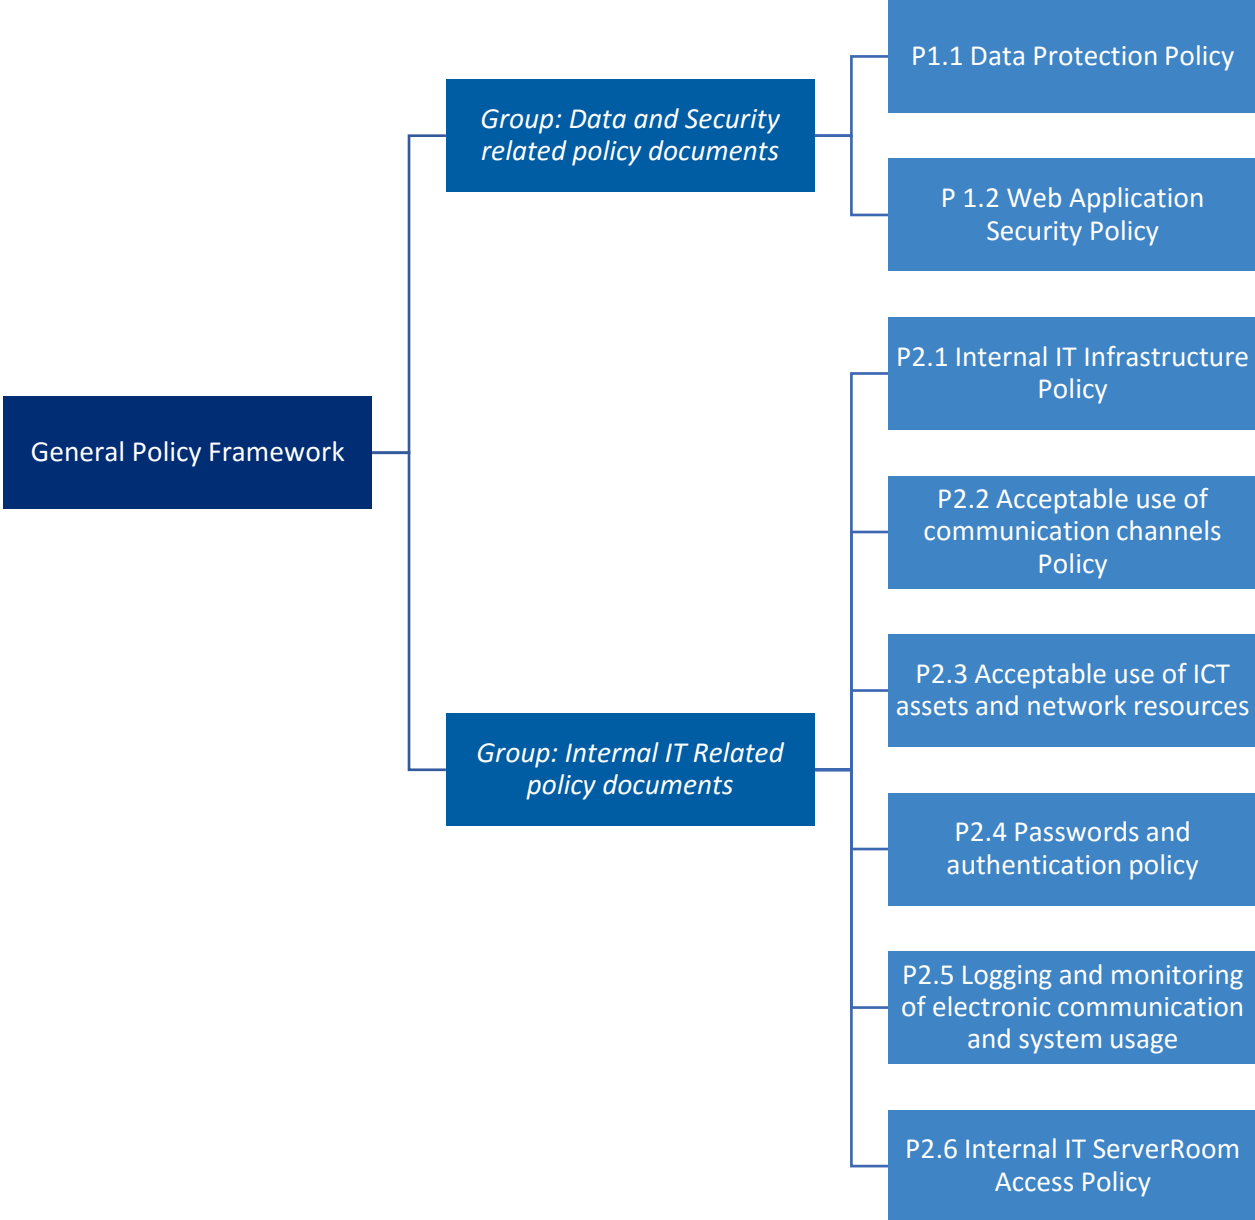 General Policy Framework
Group: Data and Security
related policy documents
P1.1 Data Protection Policy
P 1.2 Web Application
Security Policy
Group: Internal IT Related
policy documents
P2.1 Internal IT Infrastructure
Policy
P2.2 Acceptable use of
communication channels
Policy
P2.3 Acceptable use of ICT
assets and network resources
P2.4 Passwords and
authentication policy
P2.5 Logging and monitoring
of electronic communication
and system usage
P2.6 Internal IT ServerRoom
Access Policy